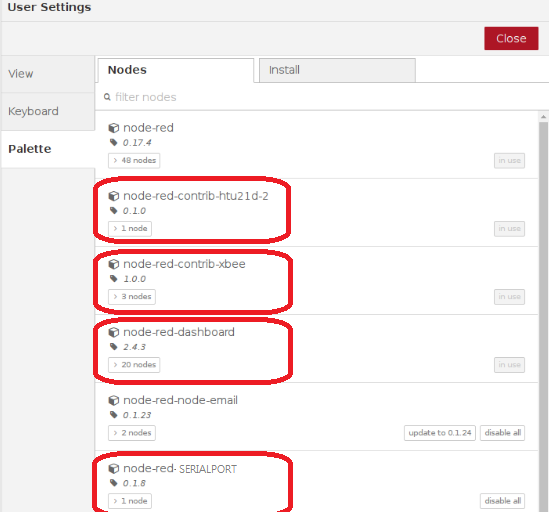 User Settings
Close
View
Nodes
Install
Keyboard
filter nodes
Palette
node-red
0.17.4
> 48 nodes
in use
node-red-contrib-htu21d-2
0.1.0
> 1 node
in use
node-red-contrib-xbee
1.0.0
> 3 nodes
in use
node-red-dashboard
2.4.3
> 20 nodes
in use
node-red-node-email
0.1.23
> 2 nodes
update to 0.1.24
disable all
node-red- SERIALPORT
0.1.8
> 1 node
disable all